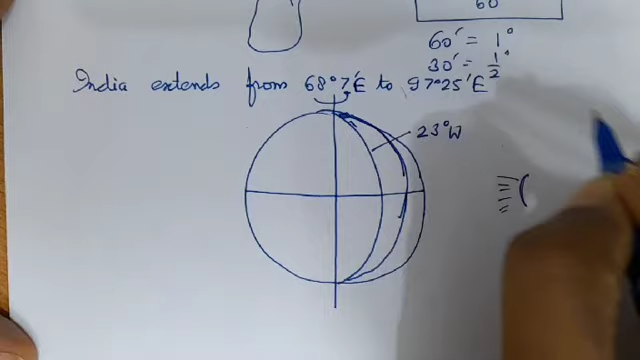 60
60′ = 1°
30′ = 1/2°
India extends from 68°7′E to 97°25′E
23°W